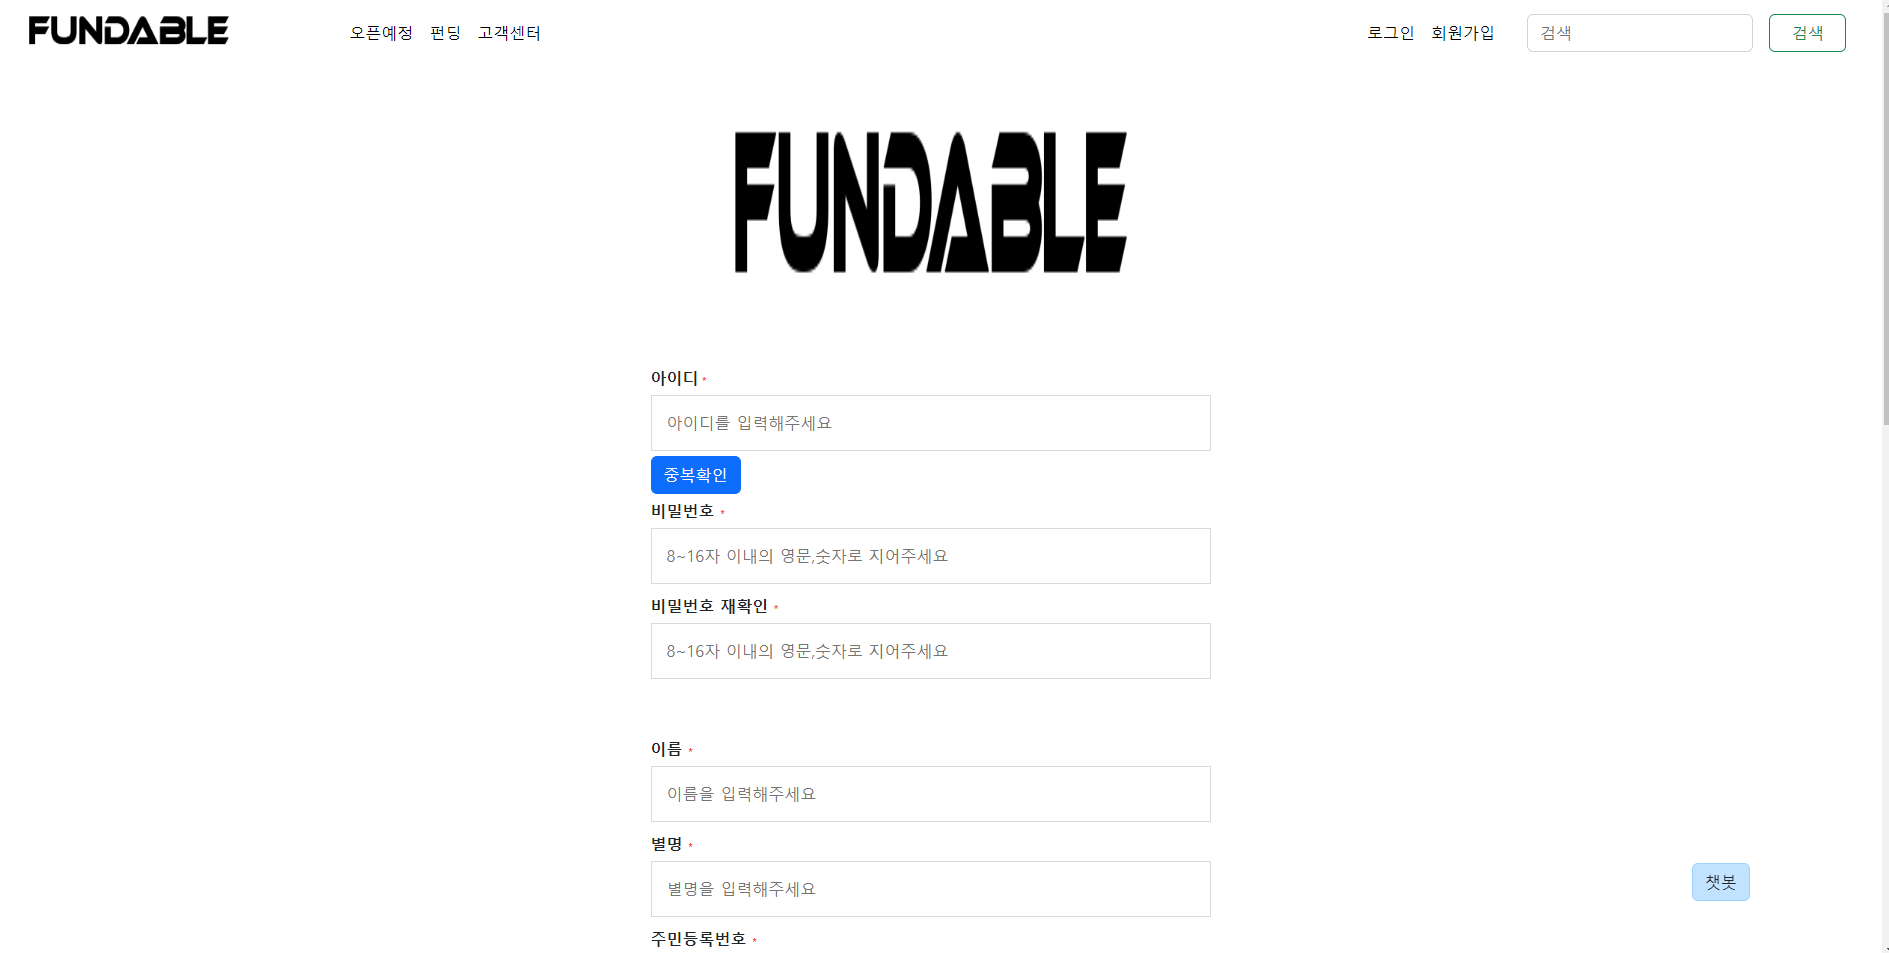 FUNDABLE 오픈예정 펀딩 고객센터 로그인 회원가입 검색 검색
FUNDABLE
아이디 *
아이디를 입력해주세요
중복확인
비밀번호 *
8~16자 이내의 영문,숫자로 지어주세요
비밀번호 재확인 *
8~16자 이내의 영문,숫자로 지어주세요
이름 *
이름을 입력해주세요
별명 *
별명을 입력해주세요
챗봇
주민등록번호 *